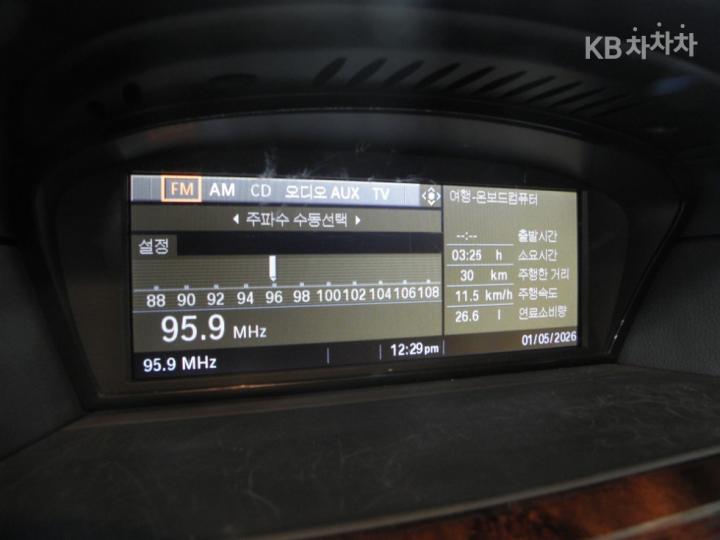 KB차차차
FM AM CD 오디오 AUX TV
주파수 수동선택
설정
88 90 92 94 96 98 100 102 104 106 108
95.9 MHz
95.9 MHz
12:29pm
여행-온보드컴퓨터
--:-- 출발시간
03:25 h 소요시간
30 km 주행한 거리
11.5 km/h 주행속도
26.6 l 연료소비량
01/05/2026